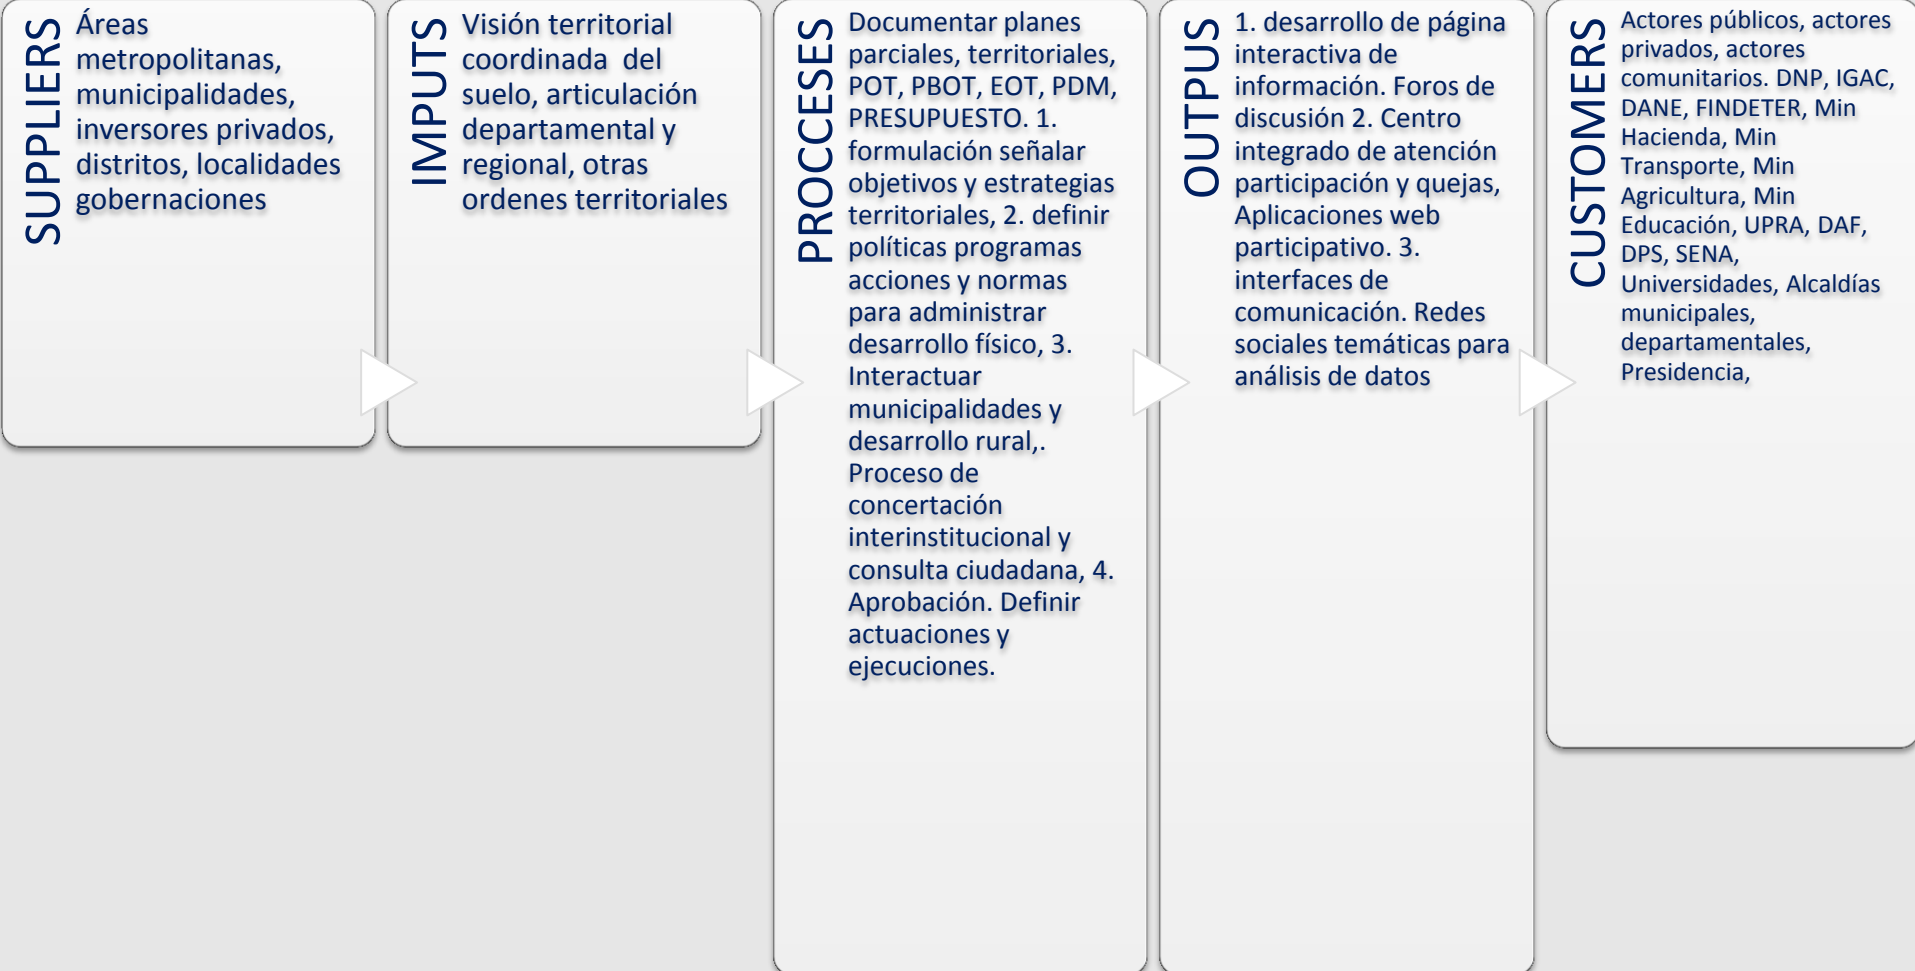 SUPPLIERS
Áreas
metropolitanas,
municipalidades,
inversores privados,
distritos, localidades
gobernaciones
IMPUTS
Visión territorial
coordinada del
suelo, articulación
departamental y
regional, otras
ordenes territoriales
PROCCESES
Documentar planes
parciales, territoriales,
POT, PBOT, EOT, PDM,
PRESUPUESTO. 1.
formulación señalar
objetivos y estrategias
territoriales, 2. definir
políticas programas
acciones y normas
para administrar
desarrollo físico, 3.
Interactuar
municipalidades y
desarrollo rural,.
Proceso de
concertación
interinstitucional y
consulta ciudadana, 4.
Aprobación. Definir
actuaciones y
ejecuciones.
OUTPUS
1. desarrollo de página
interactiva de
información. Foros de
discusión 2. Centro
integrado de atención
participación y quejas,
Aplicaciones web
participativo. 3.
interfaces de
comunicación. Redes
sociales temáticas para
análisis de datos
CUSTOMERS
Actores públicos, actores
privados, actores
comunitarios. DNP, IGAC,
DANE, FINDETER, Min
Hacienda, Min
Transporte, Min
Agricultura, Min
Educación, UPRA, DAF,
DPS, SENA,
Universidades, Alcaldías
municipales,
departamentales,
Presidencia,